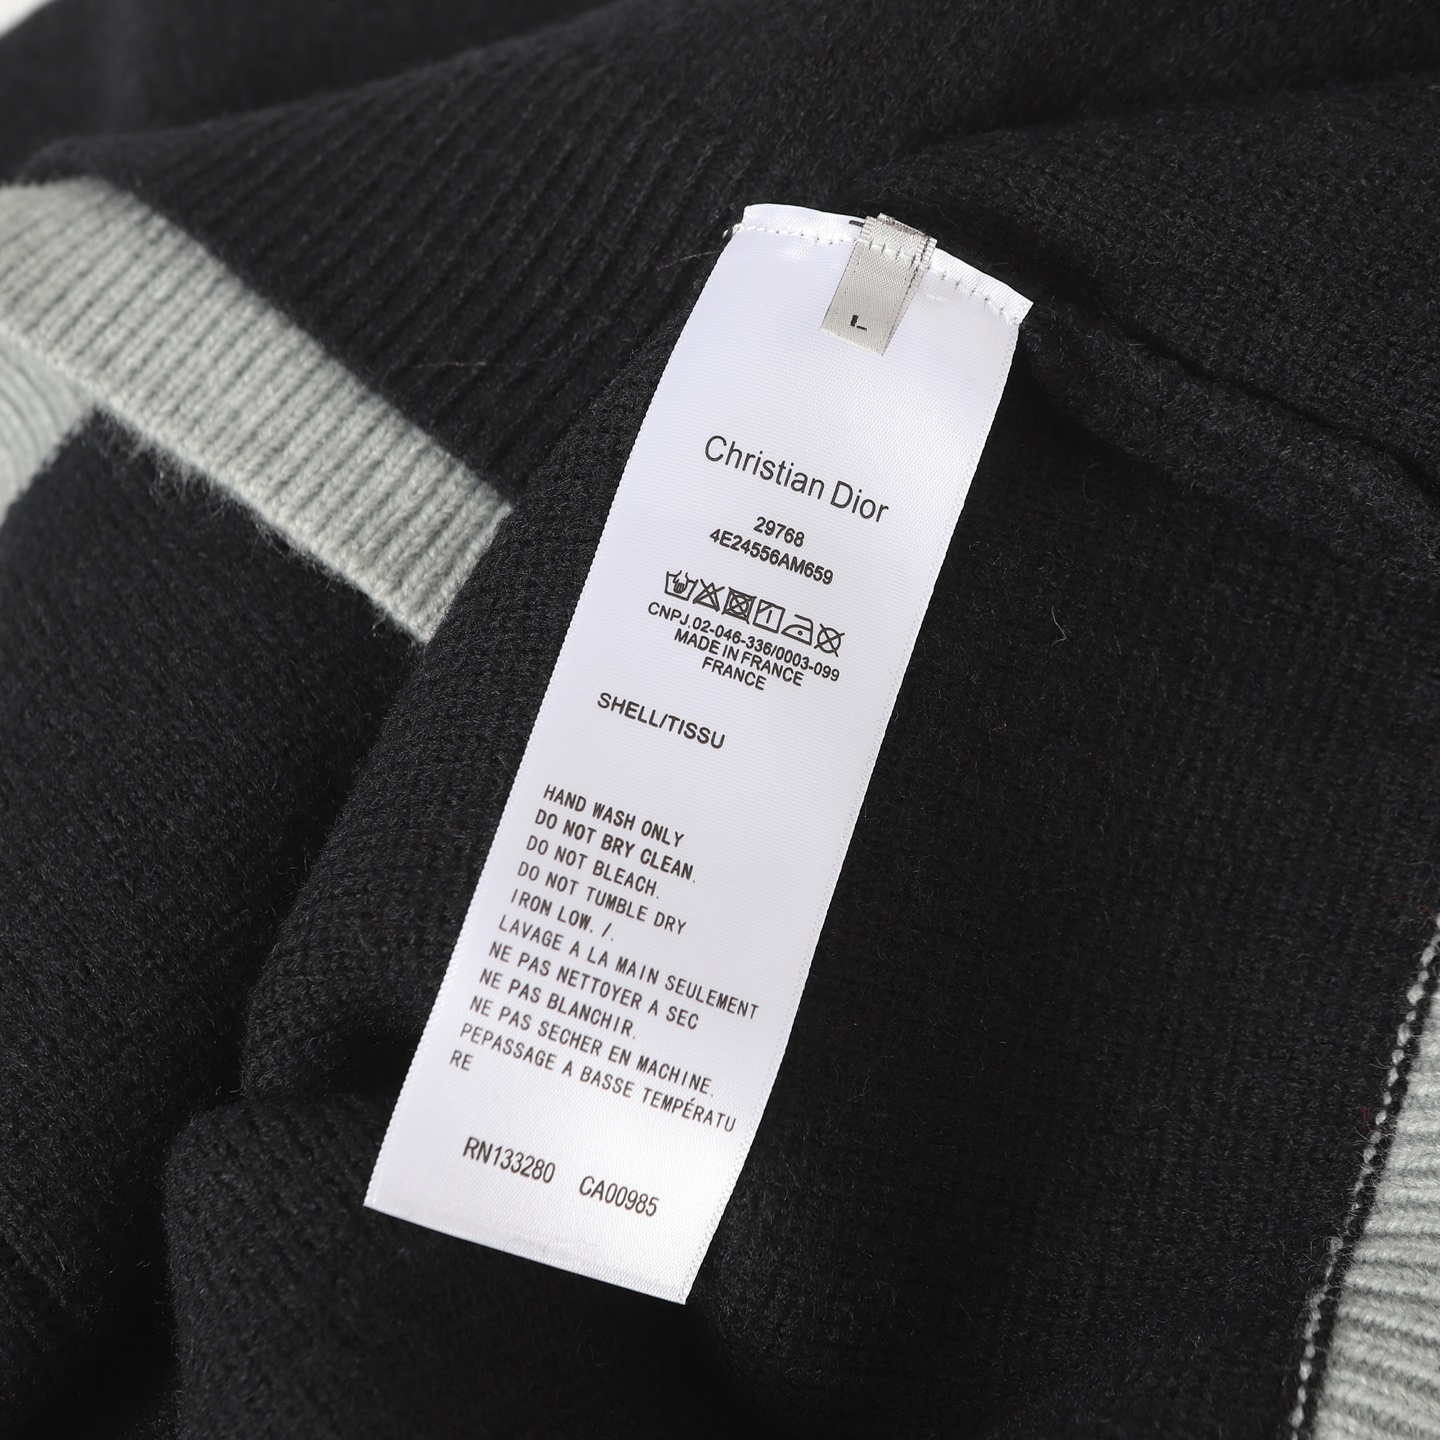 L
Christian Dior
29768
4E24556AM659
CNPJ.02-046-336/0003-099
MADE IN FRANCE
FRANCE
SHELL/TISSU
HAND WASH ONLY
DO NOT BRY CLEAN.
DO NOT BLEACH.
DO NOT TUMBLE DRY
IRON LOW. /.
LAVAGE A LA MAIN SEULEMENT
NE PAS NETTOYER A SEC
NE PAS BLANCHIR.
NE PAS SECHER EN MACHINE.
PEPASSAGE A BASSE TEMPÉRATU
RE
RN133280 CA00985